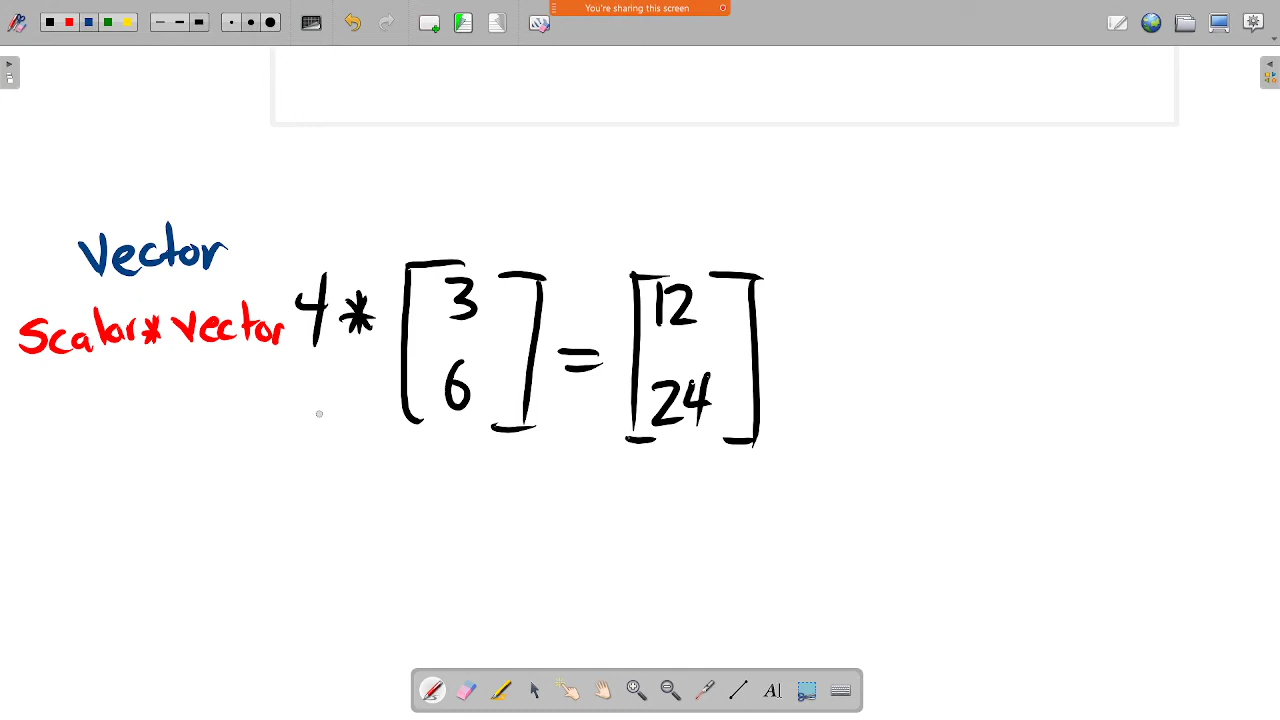 You're sharing this screen
vector
scalar * vector
4 * [3 6] = [12 24]
A